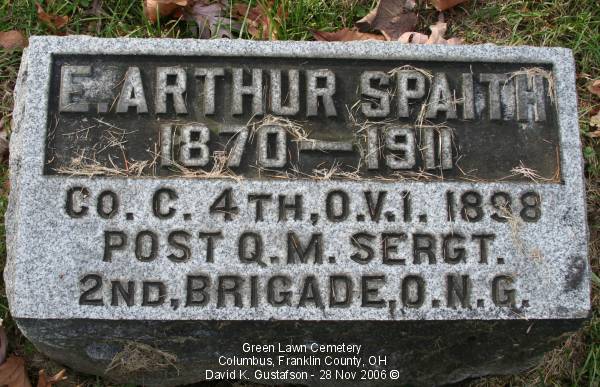 E. ARTHUR SPAITH
1870 — 1911
CO. C. 4TH, O.V.I. 1898
POST Q.M. SERGT.
2ND, BRIGADE, O.N.G.
Green Lawn Cemetery
Columbus, Franklin County, OH
David K. Gustafson - 28 Nov 2006 ©